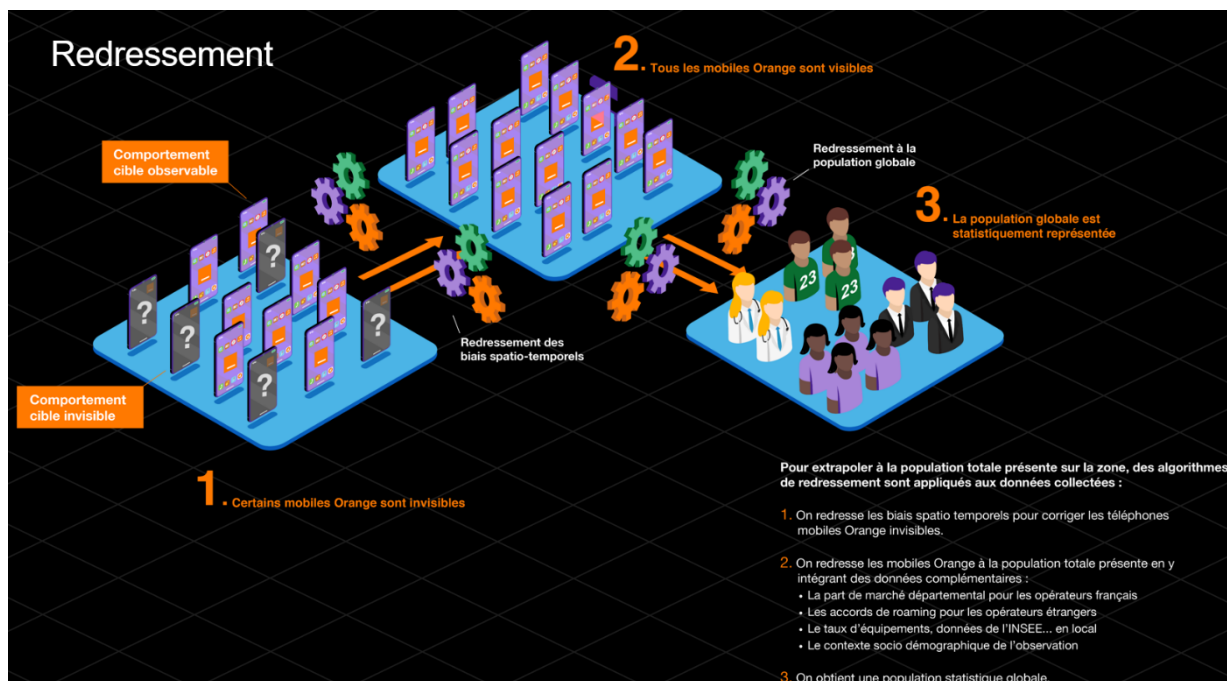 Redressement
2. Tous les mobiles Orange sont visibles
Comportement
cible observable
Redressement à la
population globale
3. La population globale est
statistiquement représentée
?
?
?
?
?
23
23
Redressement des
biais spatio-temporels
Comportement
cible invisible
1. Certains mobiles Orange sont invisibles
Pour extrapoler à la population totale présente sur la zone, des algorithmes
de redressement sont appliqués aux données collectées :
1. On redresse les biais spatio temporels pour corriger les téléphones
mobiles Orange invisibles.
2. On redresse les mobiles Orange à la population totale présente en y
intégrant des données complémentaires :
• La part de marché départemental pour les opérateurs français
• Les accords de roaming pour les opérateurs étrangers
• Le taux d'équipements, données de l'INSEE... en local
• Le contexte socio démographique de l'observation
3. On obtient une population statistique globale.